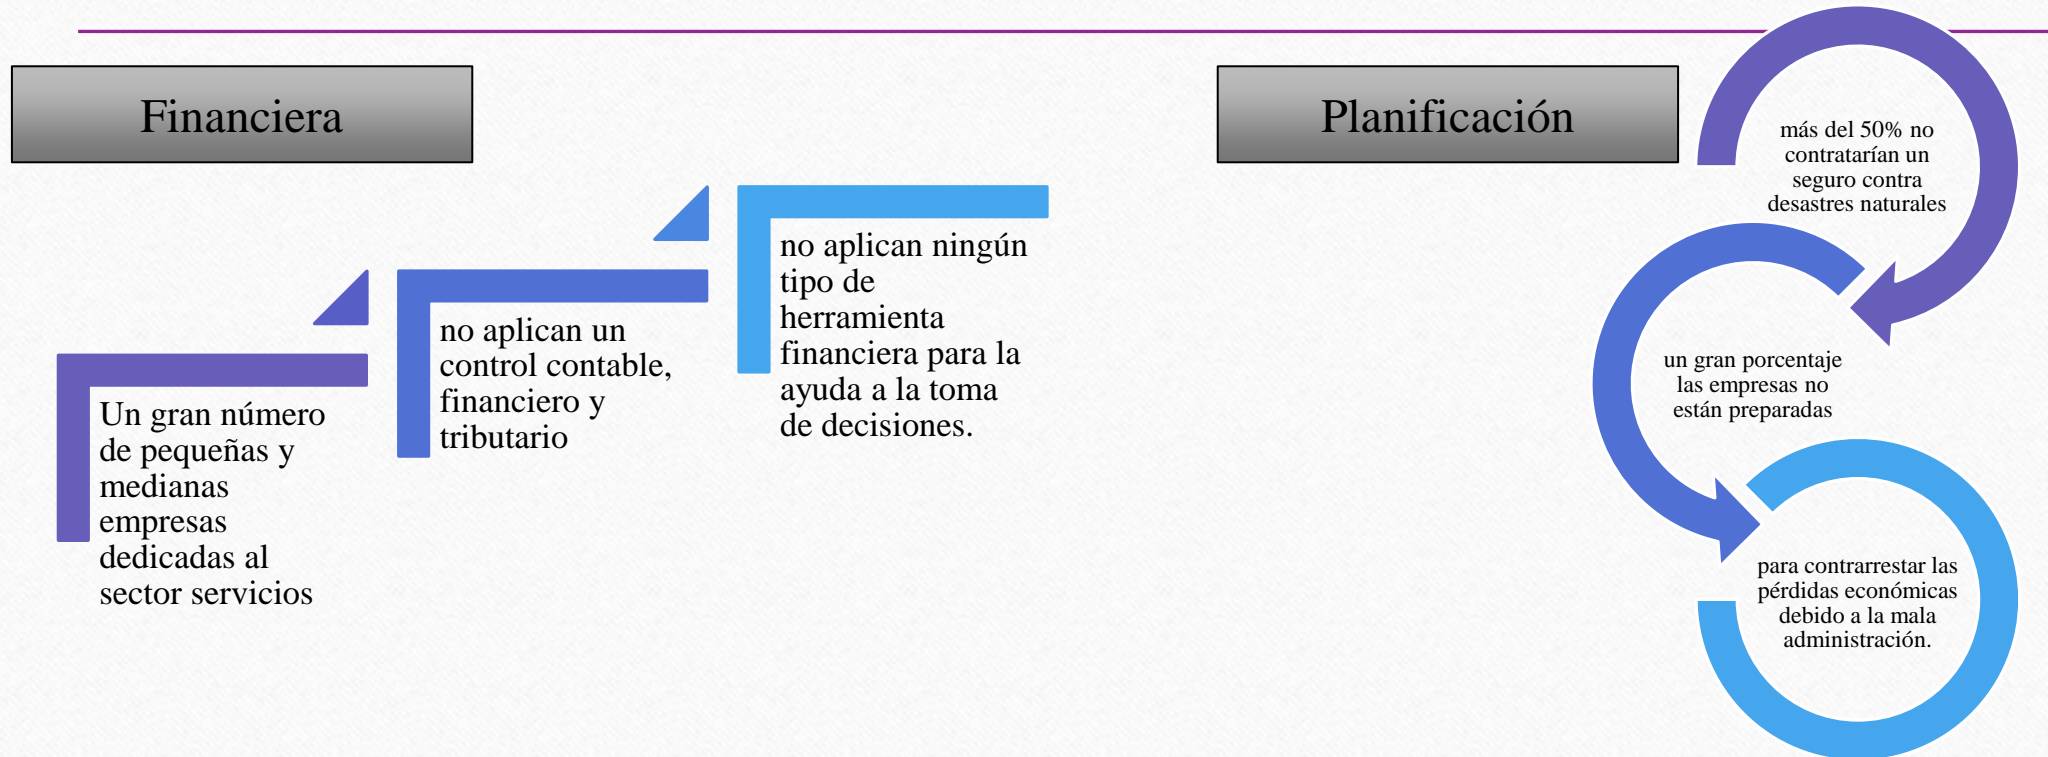 Financiera
Un gran número
de pequeñas y
medianas
empresas
dedicadas al
sector servicios
no aplican un
control contable,
financiero y
tributario
no aplican ningún
tipo de
herramienta
financiera para la
ayuda a la toma
de decisiones.
Planificación
más del 50% no
contratarían un
seguro contra
desastres naturales
un gran porcentaje
las empresas no
están preparadas
para contrarrestar las
pérdidas económicas
debido a la mala
administración.